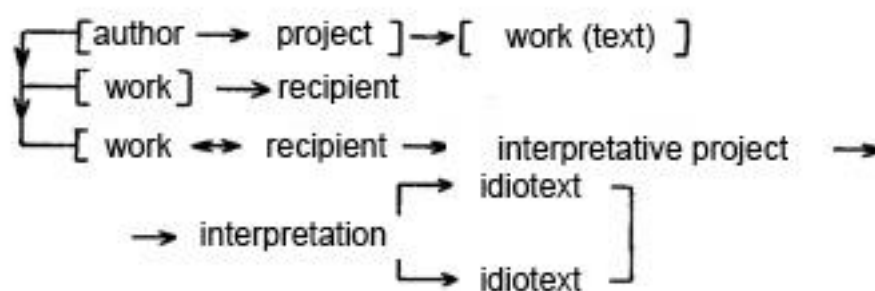 [author → project ] → [ work (text) ]
[ work ] → recipient
[ work ↔ recipient → interpretative project →
idiotext
→ interpretation
idiotext ]